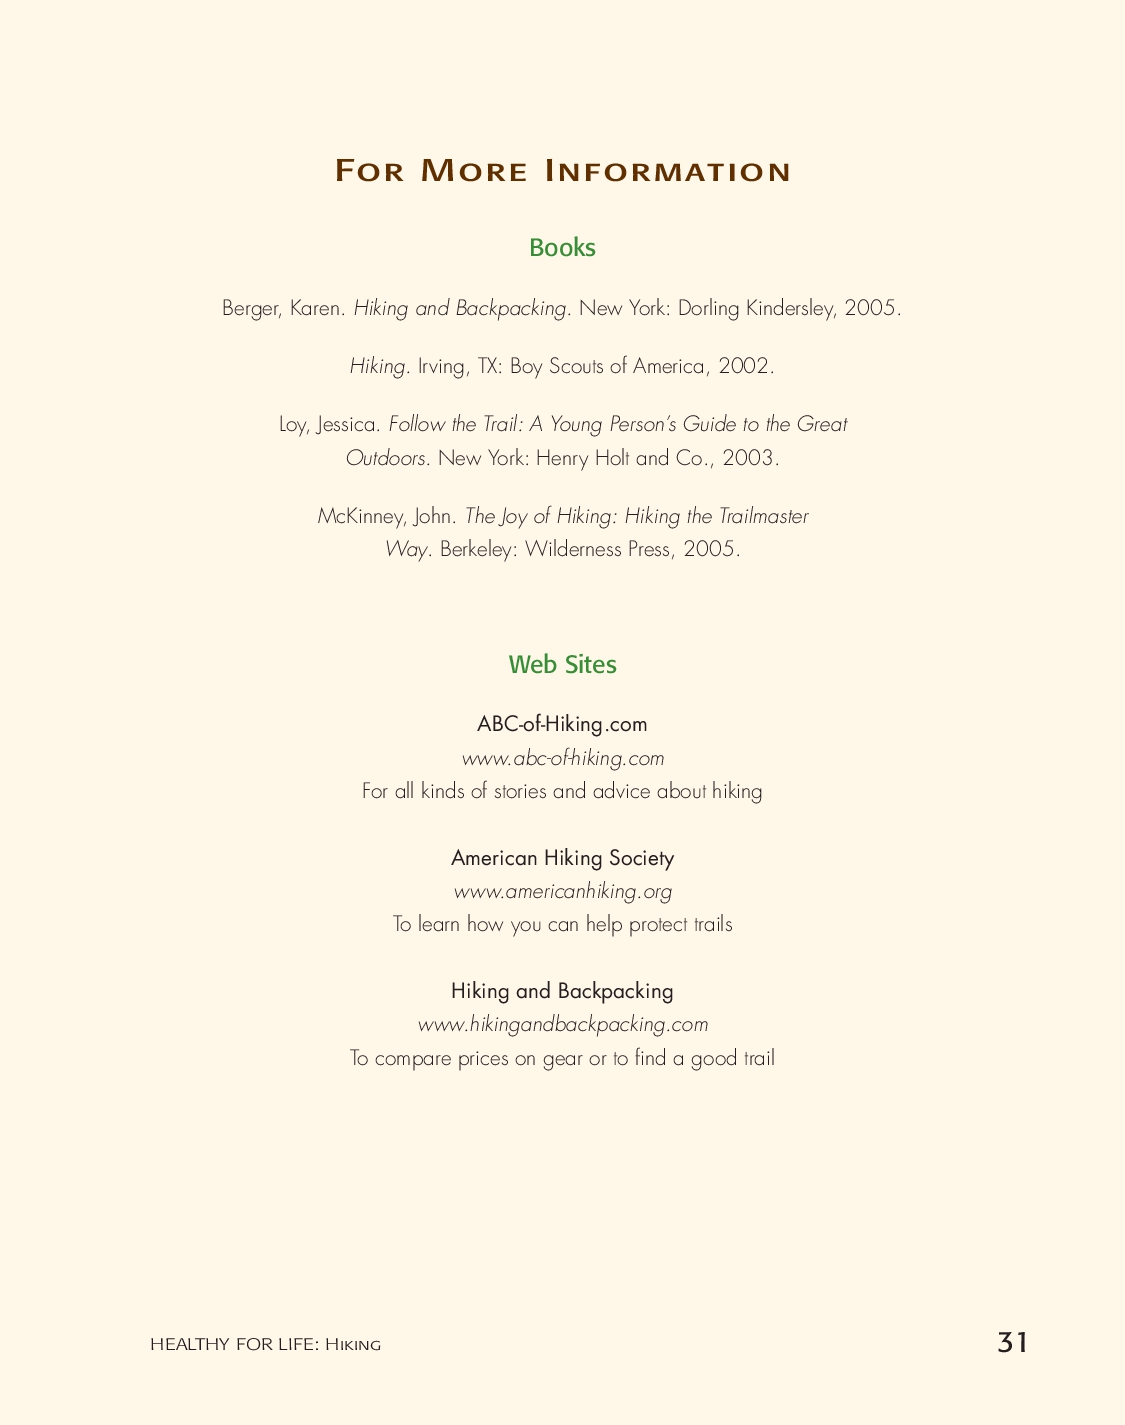 For More Information
Books
Berger, Karen. Hiking and Backpacking. New York: Dorling Kindersley, 2005.
Hiking. Irving, TX: Boy Scouts of America, 2002.
Loy, Jessica. Follow the Trail: A Young Person’s Guide to the Great
Outdoors. New York: Henry Holt and Co., 2003.
McKinney, John. The Joy of Hiking: Hiking the Trailmaster
Way. Berkeley: Wilderness Press, 2005.
Web Sites
ABC-of-Hiking.com
www.abc-of-hiking.com
For all kinds of stories and advice about hiking
American Hiking Society
www.americanhiking.org
To learn how you can help protect trails
Hiking and Backpacking
www.hikingandbackpacking.com
To compare prices on gear or to find a good trail
HEALTHY FOR LIFE: Hiking
31